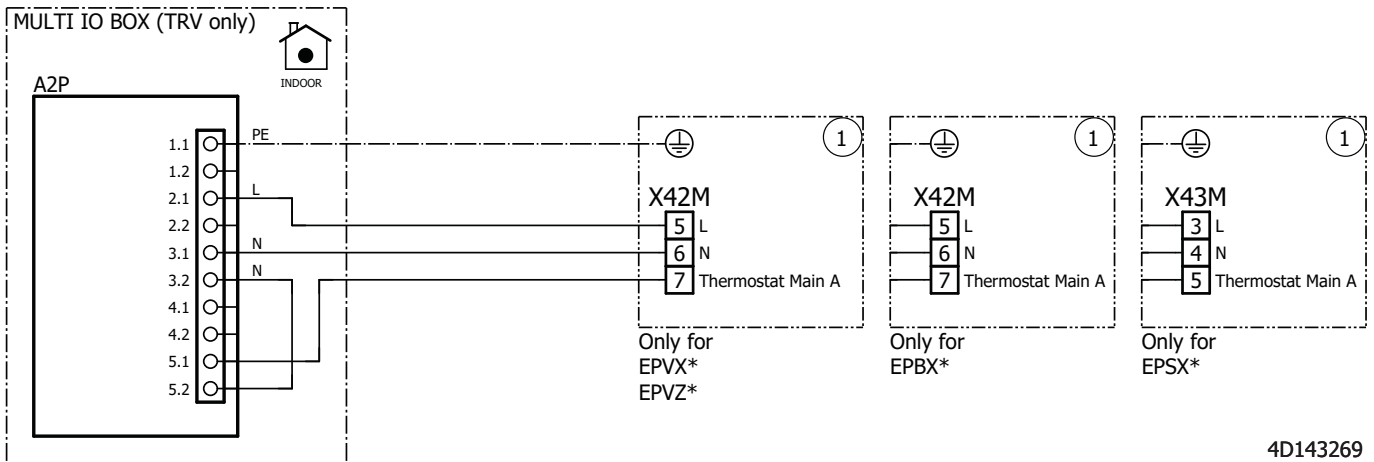 MULTI IO BOX (TRV only)
INDOOR
A2P
1.1
PE
1.2
2.1
L
2.2
3.1
N
3.2
N
4.1
4.2
5.1
5.2
1
X42M
5 L
6 N
7 Thermostat Main A
Only for
EPVX*
EPVZ*
1
X42M
5 L
6 N
7 Thermostat Main A
Only for
EPBX*
1
X43M
3 L
4 N
5 Thermostat Main A
Only for
EPSX*
4D143269